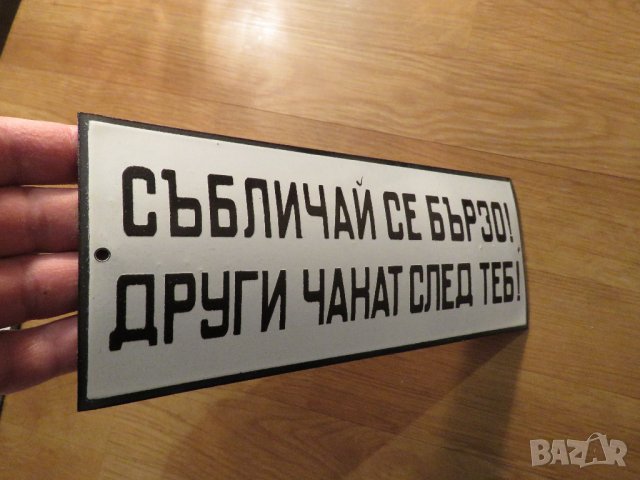 СЪБЛИЧАЙ СЕ БЪРЗО!
ДРУГИ ЧАКАТ СЛЕД ТЕБ!
BAZAR